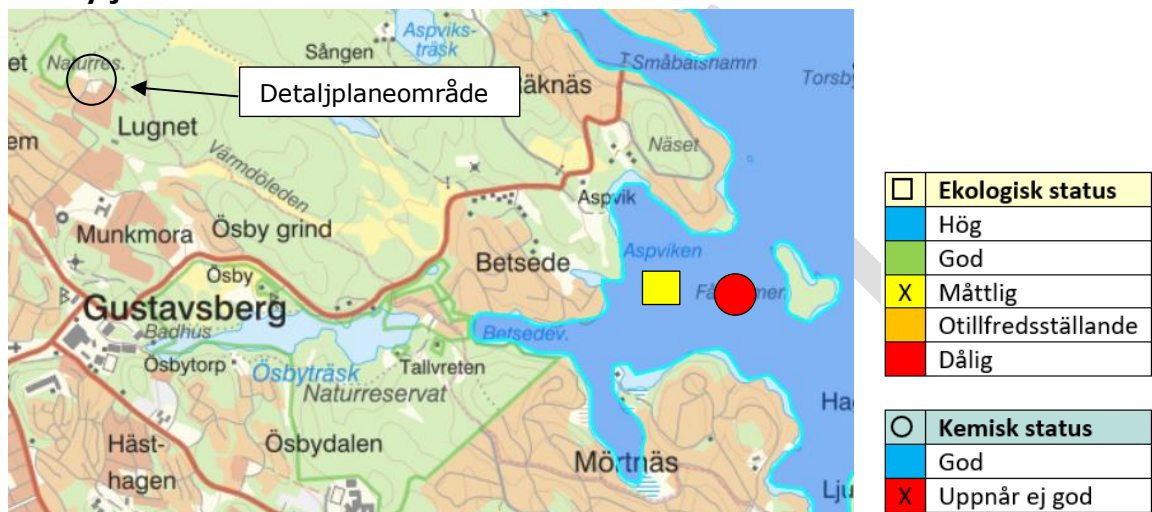 Naturres.
Sången
Aspviks-
träsk
Småbåtshamn
Detaljplaneområde
Lugnet
Näset
Värmdöleden
Aspvik
Munkmora
Ösby grind
Aspviken
Betsede
Ösby
Gustavsberg
Badhus
Betsedev.
Ösbytorp
Ösbyträsk
Tallvreten
Naturreservat
Häst-
hagen
Ösbydalen
Mörtnäs
Ekologisk status
Hög
God
X Måttlig
Otillfredsställande
Dålig
Kemisk status
God
X Uppnår ej god